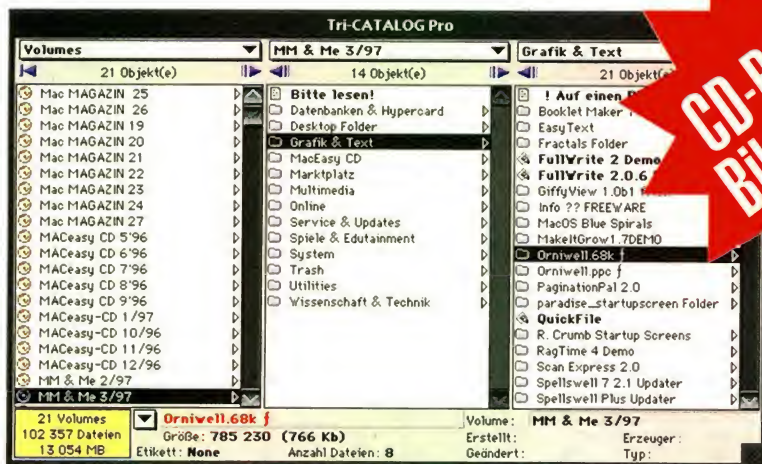 Tri-CATALOG Pro
Volumes
21 Objekt(e)
Mac MAGAZIN 25
Mac MAGAZIN 26
Mac MAGAZIN 19
Mac MAGAZIN 20
Mac MAGAZIN 21
Mac MAGAZIN 22
Mac MAGAZIN 23
Mac MAGAZIN 24
Mac MAGAZIN 27
MACeasy CD 5'96
MACeasy CD 6'96
MACeasy CD 7'96
MACeasy CD 8'96
MACeasy CD 9'96
MACeasy-CD 1/97
MACeasy-CD 10/96
MACeasy-CD 11/96
MACeasy-CD 12/96
MM & Me 2/97
MM & Me 3/97
MM & Me 3/97
14 Objekt(e)
Bitte lesen!
Datenbanken & Hypercard
Desktop Folder
Grafik & Text
MacEasy CD
Marktplatz
Multimedia
Online
Service & Updates
Spiele & Edutainment
System
Trash
Utilities
Wissenschaft & Technik
Grafik & Text
21 Objekt(e)
! Auf einen
Booklet Maker
EasyText
Fractals Folder
FullWrite 2 Demo
FullWrite 2.0.6
GiffyView 1.0b1
Info ?? FREEWARE
MacOS Blue Spirals
MakeItGrow1.7DEMO
Orniwell.68k ƒ
Orniwell.ppc ƒ
PaginationPal 2.0
paradise_startupscreen Folder
QuickFile
R. Crumb Startup Screens
RagTime 4 Demo
Scan Express 2.0
Spellswell 7 2.1 Updater
Spellswell Plus Updater
CD-R
Bil
21 Volumes
102 357 Dateien
13 054 MB
Orniwell.68k ƒ
Volume: MM & Me 3/97
Größe: 785 230 (766 Kb)
Erstellt: Erzeuger:
Etikett: None Anzahl Dateien: 8
Geändert: Typ: